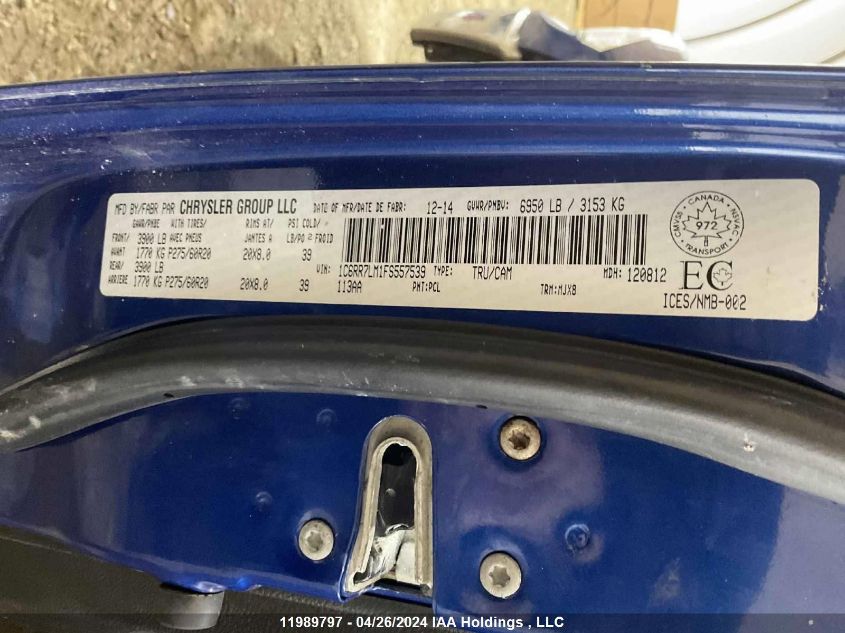 MFD BY/FABR PAR CHRYSLER GROUP LLC DATE OF MFR/DATE DE FABR: 12-14 GVWR/PNBV: 6950 LB / 3153 KG
GAWR/PNBE WITH TIRES/ RIMS AT/ PSI COLD/
FRONT/ 3900 LB AVEC PNEUS JANTES A LB/PO 2 FROID
AVANT 1770 KG P275/60R20 20X8.0 39
REAR/ 3900 LB VIN: 1C6RR7LM1FS557539 TYPE: TRU/CAM MDH: 120812
ARRIERE 1770 KG P275/60R20 20X8.0 39 113AA PNT:PCL TRM:MJX8
CANADA
CMVSS 972 NSVAC
TRANSPORT
EC
ICES/NMB-002
11989797 - 04/26/2024 IAA Holdings , LLC